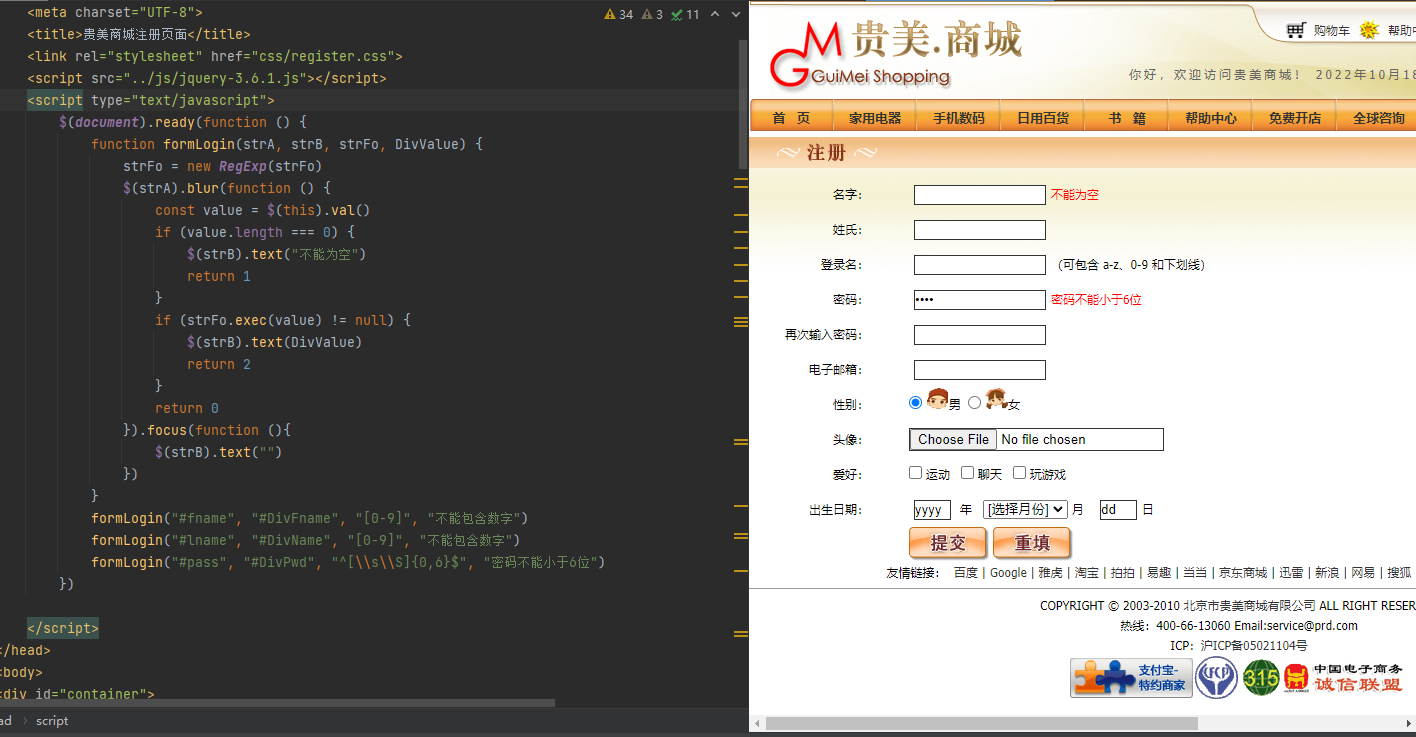 <meta charset="UTF-8">
<title>贵美商城注册页面</title>
<link rel="stylesheet" href="css/register.css">
<script src="../js/jquery-3.6.1.js"></script>
<script type="text/javascript">
$(document).ready(function () {
function formLogin(strA, strB, strFo, DivValue) {
strFo = new RegExp(strFo)
$(strA).blur(function () {
const value = $(this).val()
if (value.length === 0) {
$(strB).text("不能为空")
return 1
}
if (strFo.exec(value) != null) {
$(strB).text(DivValue)
return 2
}
return 0
}).focus(function (){
$(strB).text("")
})
}
formLogin("#fname", "#DivFname", "[0-9]", "不能包含数字")
formLogin("#lname", "#DivName", "[0-9]", "不能包含数字")
formLogin("#pass", "#DivPwd", "^[\\s\\S]{0,6}$", "密码不能小于6位")
})
</script>
</head>
<body>
<div id="container">
ad › script
34 3 11
GM 贵美.商城
GuiMei Shopping
购物车 帮助中
你好，欢迎访问贵美商城！ 2022年10月18
首 页 家用电器 手机数码 日用百货 书 籍 帮助中心 免费开店 全球咨询
注册
名字： 不能为空
姓氏：
登录名： （可包含 a-z、0-9 和下划线）
密码： •••• 密码不能小于6位
再次输入密码：
电子邮箱：
性别： 男 女
头像： Choose File No file chosen
爱好： 运动 聊天 玩游戏
出生日期： yyyy 年 [选择月份] 月 dd 日
提交 重填
友情链接： 百度 | Google | 雅虎 | 淘宝 | 拍拍 | 易趣 | 当当 | 京东商城 | 迅雷 | 新浪 | 网易 | 搜狐
COPYRIGHT © 2003-2010 北京市贵美商城有限公司 ALL RIGHT RESER
热线：400-66-13060 Email:service@prd.com
ICP：沪ICP备05021104号
支付宝-
特约商家
315
中国电子商务
诚信联盟